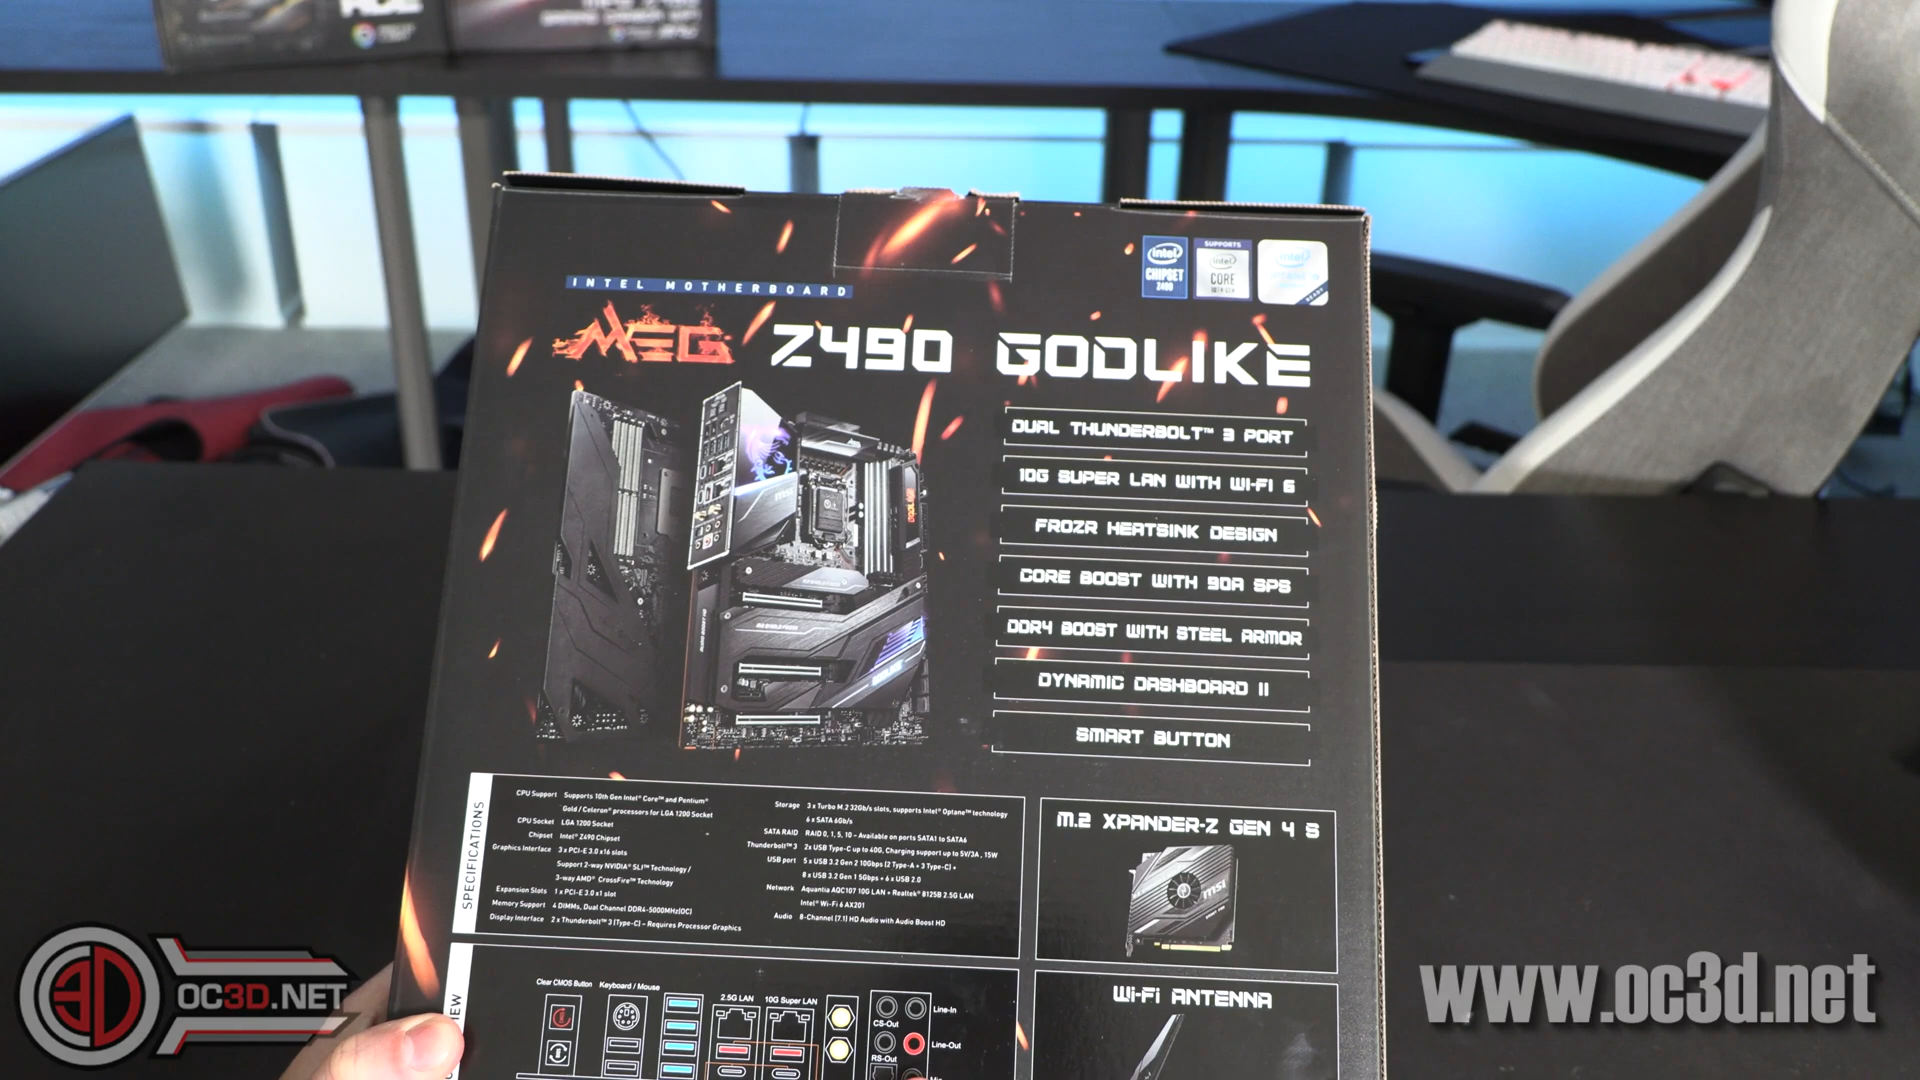 INTEL MOTHERBOARD
intel
CHIPSET
Z490
SUPPORTS
intel
CORE
10TH GEN
intel
READY
MEG Z490 GODLIKE
DUAL THUNDERBOLT™ 3 PORT
10G SUPER LAN WITH WI-FI 6
FROZR HEATSINK DESIGN
CORE BOOST WITH 90A SPS
DDR4 BOOST WITH STEEL ARMOR
DYNAMIC DASHBOARD II
SMART BUTTON
SPECIFICATIONS
CPU Support Supports 10th Gen Intel® Core™ and Pentium®
Gold / Celeron® processors for LGA 1200 Socket
CPU Socket LGA 1200 Socket
Chipset Intel® Z490 Chipset
Graphics Interface 3 x PCI-E 3.0 x16 slots
Support 2-way NVIDIA® SLI™ Technology /
3-way AMD® CrossFire™ Technology
Expansion Slots 1 x PCI-E 3.0 x1 slot
Memory Support 4 DIMMs, Dual Channel DDR4-5000MHz(OC)
Display Interface 2 x Thunderbolt™ 3 (Type-C) – Requires Processor Graphics
Storage 3 x Turbo M.2 32Gb/s slots, supports Intel® Optane™ technology
6 x SATA 6Gb/s
SATA RAID RAID 0, 1, 5, 10 – Available on ports SATA1 to SATA6
Thunderbolt™ 3 2x USB Type-C up to 40G, Charging support up to 5V/3A , 15W
USB port 5 x USB 3.2 Gen 2 10Gbps (2 Type-A + 3 Type-C) +
8 x USB 3.2 Gen 1 5Gbps + 6 x USB 2.0
Network Aquantia AQC107 10G LAN + Realtek® 8125B 2.5G LAN
Intel® Wi-Fi 6 AX201
Audio 8-Channel (7.1) HD Audio with Audio Boost HD
M.2 XPANDER-Z GEN 4 S
msi
WI-FI ANTENNA
Clear CMOS Button
Keyboard / Mouse
2.5G LAN
10G Super LAN
CS-Out
RS-Out
Line-In
Line-Out
OC3D.NET
www.oc3d.net